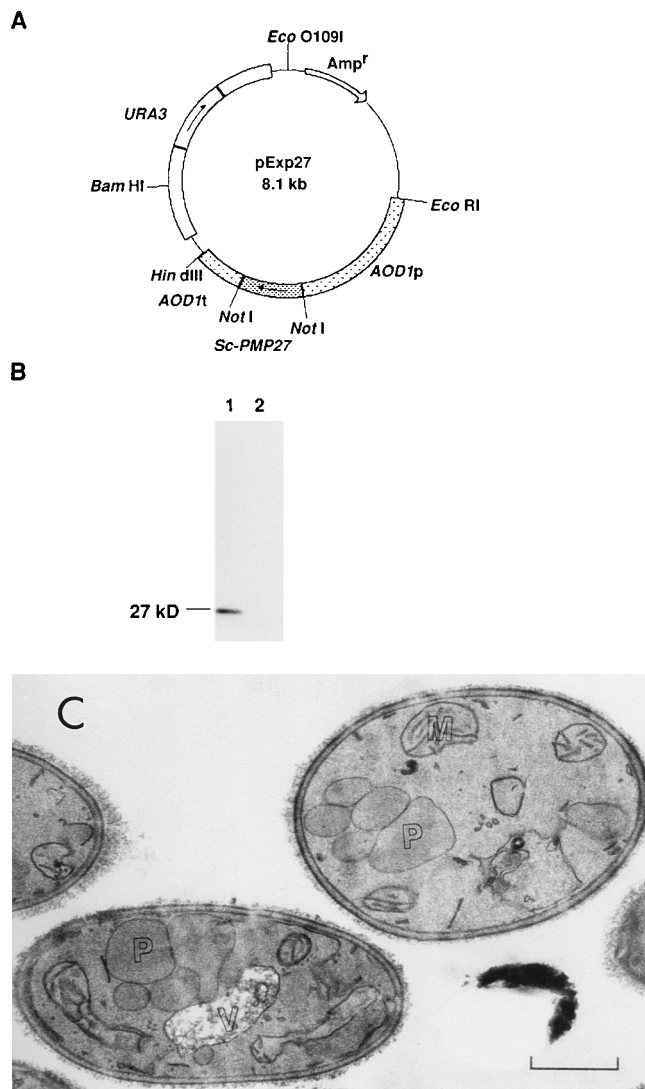 A
Eco O109I
Ampr
URA3
pExp27
8.1 kb
Bam HI
Eco RI
Hin dIII
AOD1p
AOD1t
Not I
Not I
Sc-PMP27
B
1 2
27 kD
C
M
P
P
V